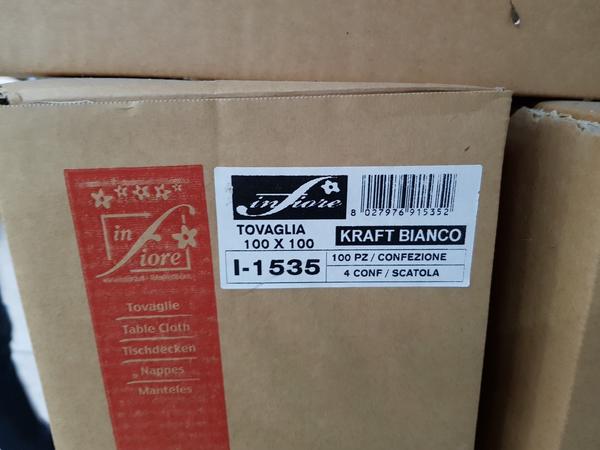 in
fiore
Tovaglie
Table Cloth
Tischdecken
Nappes
Manteles
in fiore
8 027976 915352
TOVAGLIA
100 X 100
KRAFT BIANCO
I-1535
100 PZ / CONFEZIONE
4 CONF / SCATOLA